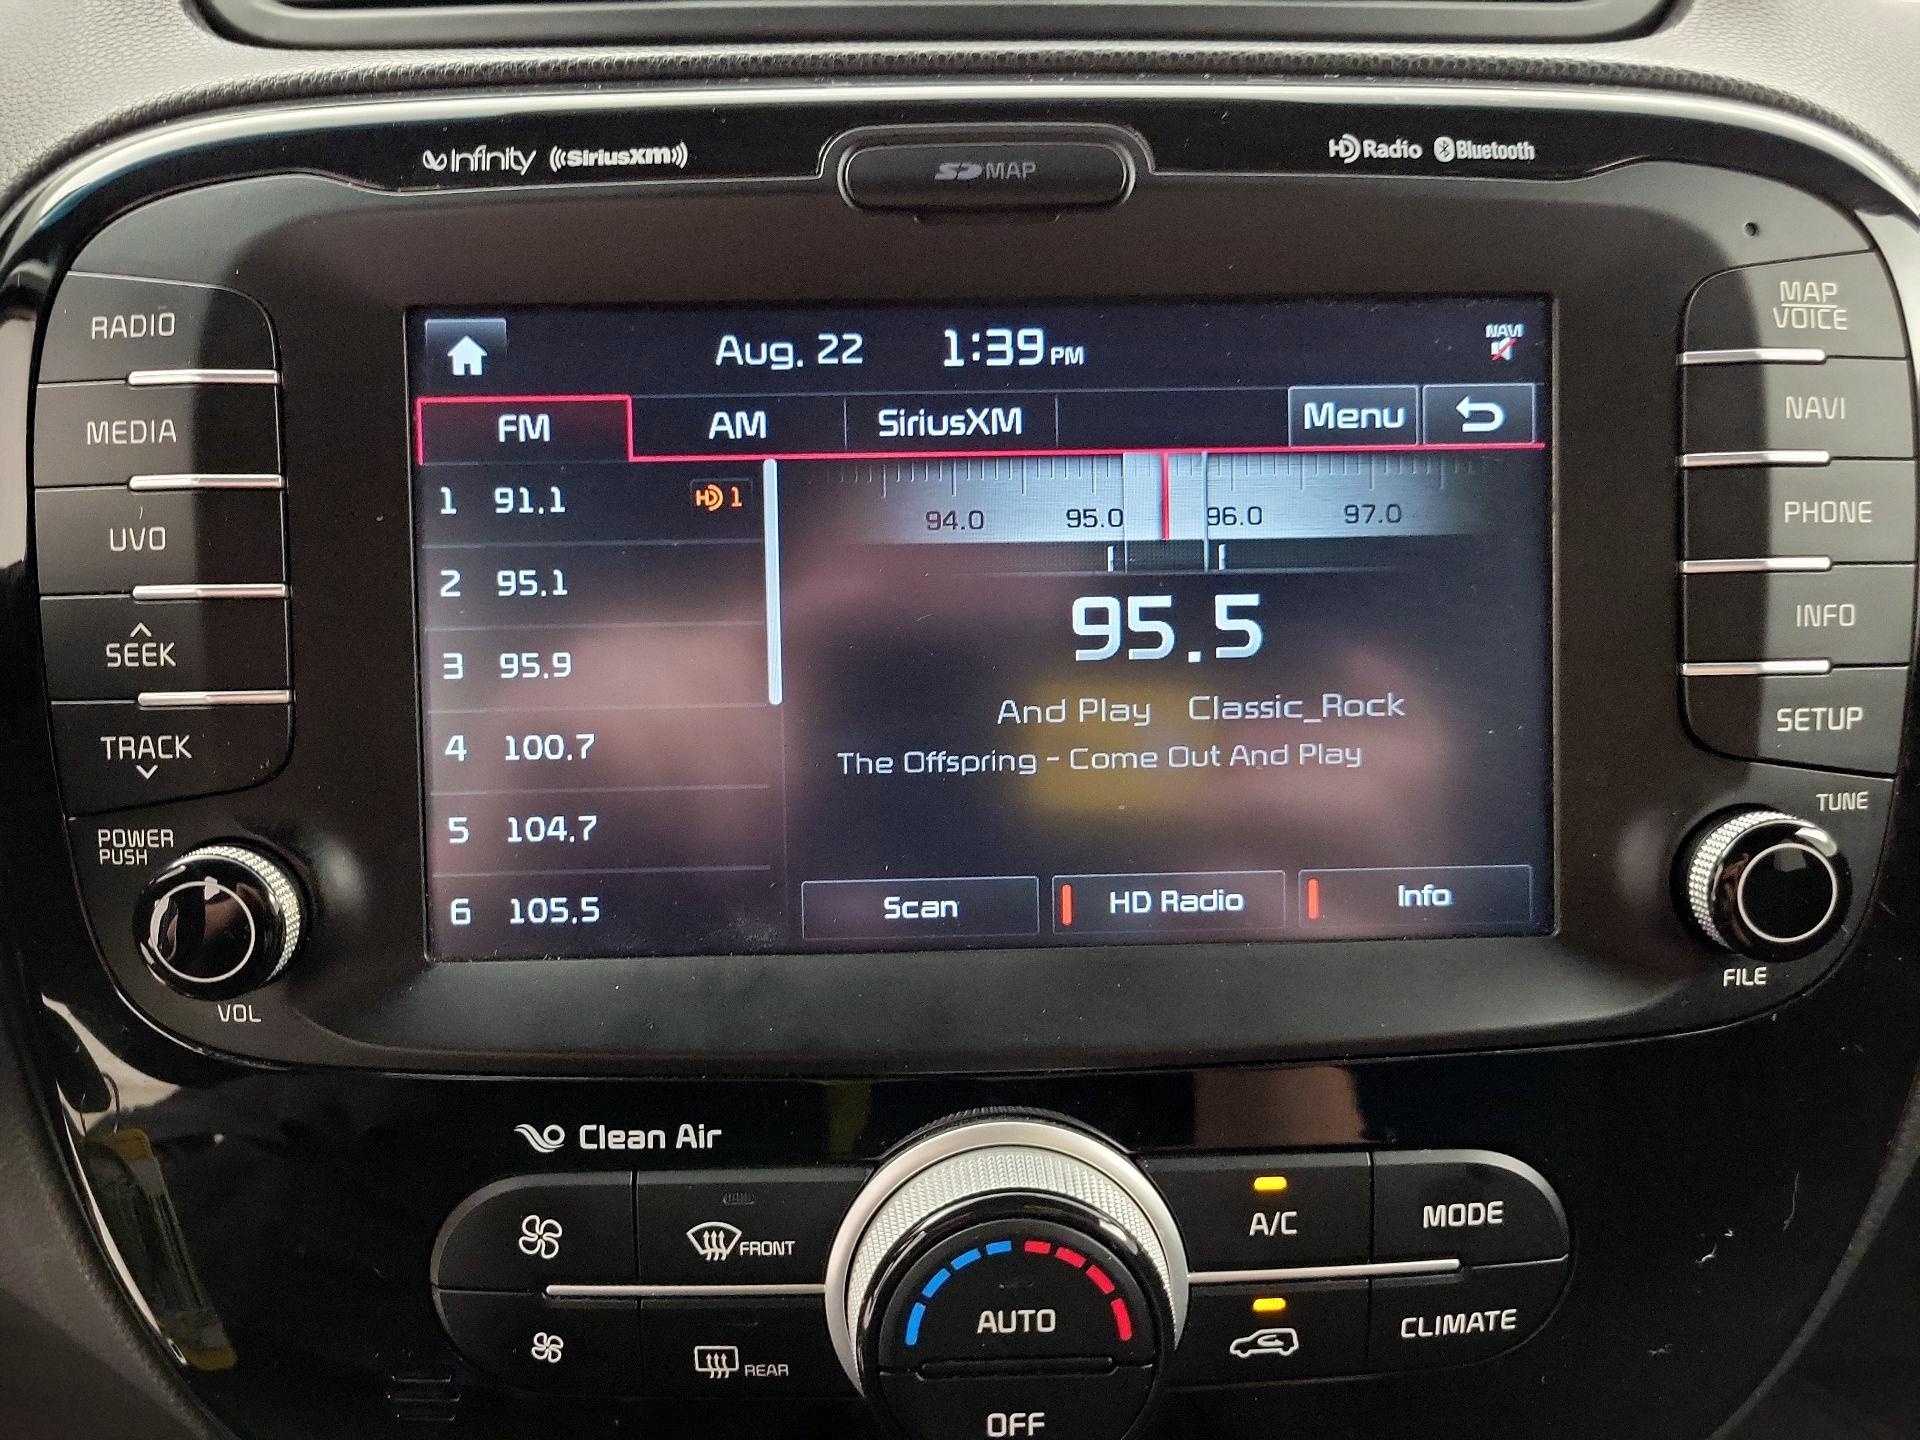 Infinity SiriusXM
SD MAP
HD Radio Bluetooth
RADIO
MEDIA
UVO
SEEK
TRACK
POWER
PUSH
VOL
Aug. 22 1:39 PM
NAVI
FM AM SiriusXM Menu
1 91.1 HD 1
2 95.1
3 95.9
4 100.7
5 104.7
6 105.5
94.0 95.0 96.0 97.0
95.5
And Play Classic_Rock
The Offspring - Come Out And Play
Scan HD Radio Info
MAP
VOICE
NAVI
PHONE
INFO
SETUP
TUNE
FILE
Clean Air
FRONT
REAR
AUTO
OFF
A/C
MODE
CLIMATE